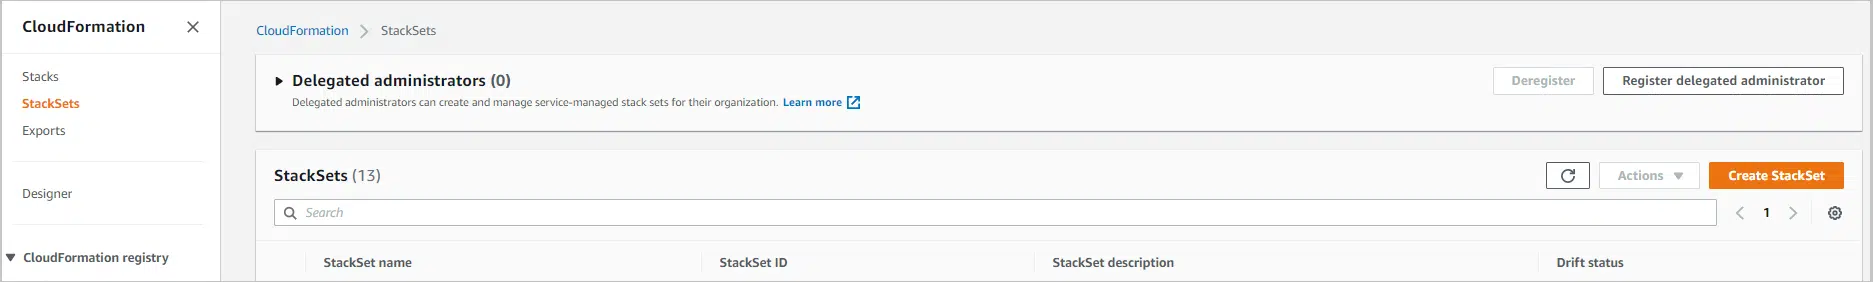 CloudFormation
Stacks
StackSets
Exports
Designer
CloudFormation registry
CloudFormation StackSets
Delegated administrators (0)
Deregister
Register delegated administrator
Delegated administrators can create and manage service-managed stack sets for their organization. Learn more
StackSets (13)
Actions
Create StackSet
Search
1
StackSet name StackSet ID StackSet description Drift status